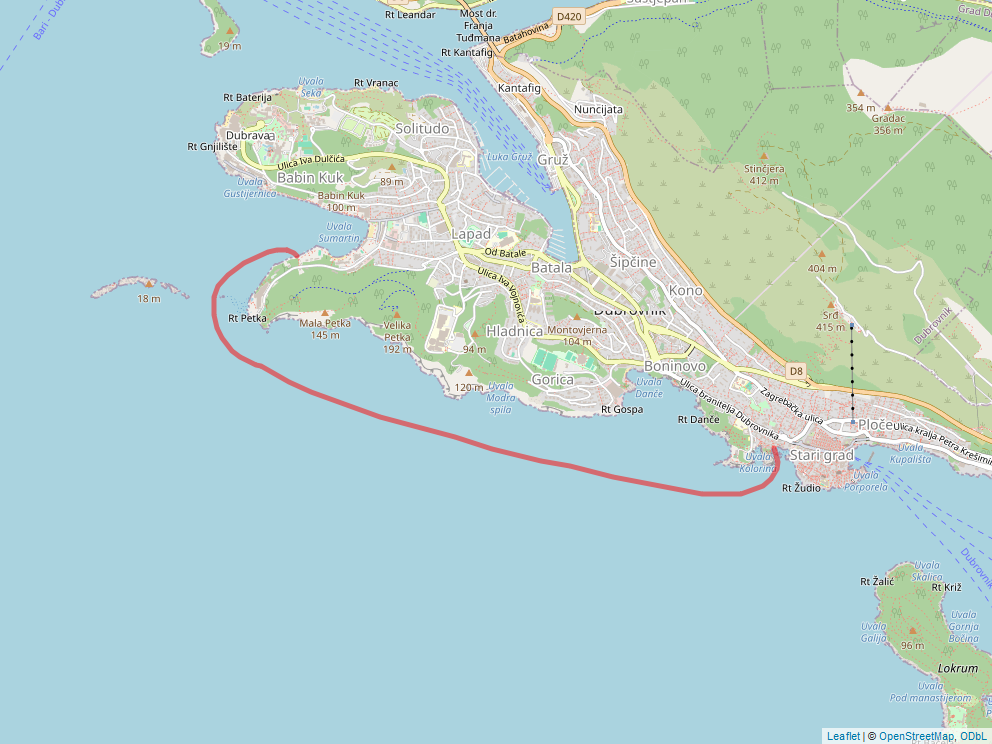 Sustjepan
Rt Leandar
Most dr.
Franja
Tuđmana
D420
Grad D
Bari - Dub
19 m
Batahovina
Rt Kantafig
Uvala
Seka
Rt Vranac
Kantafig
Rt Baterija
Nuncijata
354 m
Gradac
356 m
Solitudo
Dubrava
Rt Gnjilište
Luka Gruž
Gruž
Ulica Iva Dulčića
Stinčjera
412 m
Babin Kuk
89 m
Uvala
Gustijernica
Babin Kuk
100 m
Uvala
Sumartin
Lapad
Od Batale
Batala
Šipčine
404 m
Ulica Iva Vojnovića
Kono
18 m
Rt Petka
Mala Petka
145 m
Velika
Petka
192 m
Hladnica
Montovjerna
104 m
Dubrovnik
Srđ
415 m
Dubrovnik
94 m
Boninovo
D8
120 m
Gorica
Uvala
Modra
spila
Uvala
Danče
Ulica branitelja Dubrovnika
Zagrebačka ulica
Rt Gospa
Rt Danče
Ploče
Ulica kralja Petra Krešimi
Stari grad
Uvala
Kolorina
Uvala
Kupališta
Uvala
Porporela
Rt Žudio
Dubrovnik
Uvala
Skalica
Rt Žalić
Rt Križ
Uvala
Galija
Uvala
Gornja
Bočina
96 m
Lokrum
Uvala
Pod manastijerom
Leaflet | © OpenStreetMap, ODbL